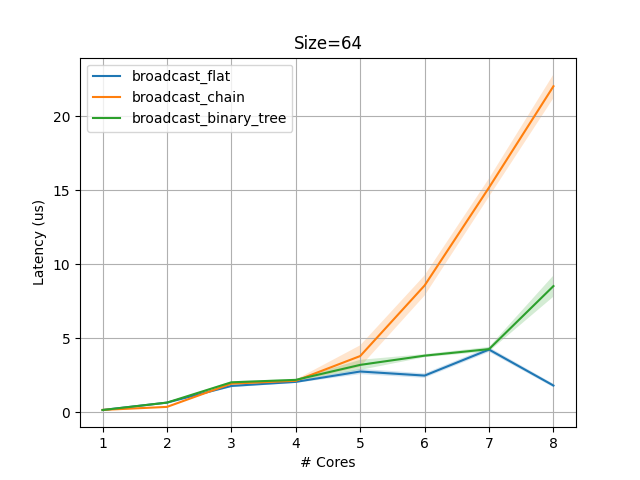 Size=64
broadcast_flat
broadcast_chain
broadcast_binary_tree
Latency (us)
20
15
10
5
0
1 2 3 4 5 6 7 8
# Cores